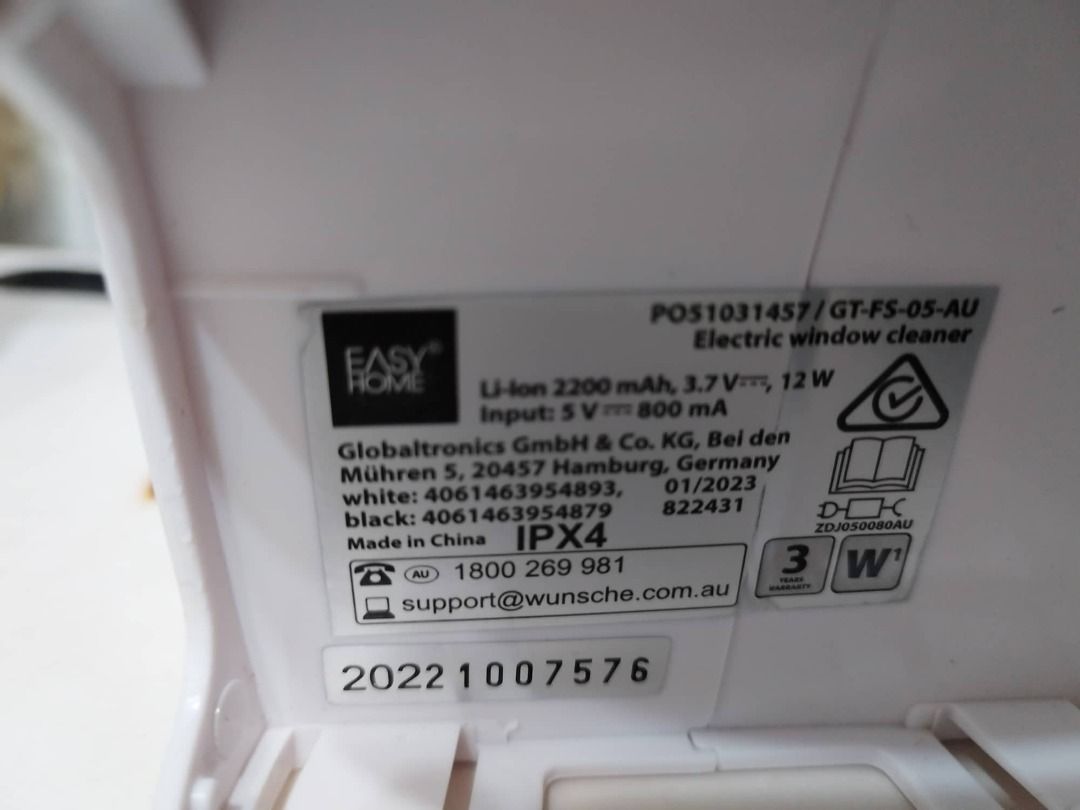 EASY®
HOME
PO51031457 / GT-FS-05-AU
Electric window cleaner
Li-Ion 2200 mAh, 3.7 V⎓, 12 W
Input: 5 V⎓ 800 mA
Globaltronics GmbH & Co. KG, Bei den
Mühren 5, 20457 Hamburg, Germany
white: 4061463954893, 01/2023
black: 4061463954879 822431
Made in China IPX4
ZDJ050080AU
AU 1800 269 981
support@wunsche.com.au
3
YEARS
WARRANTY
W1
20221007576